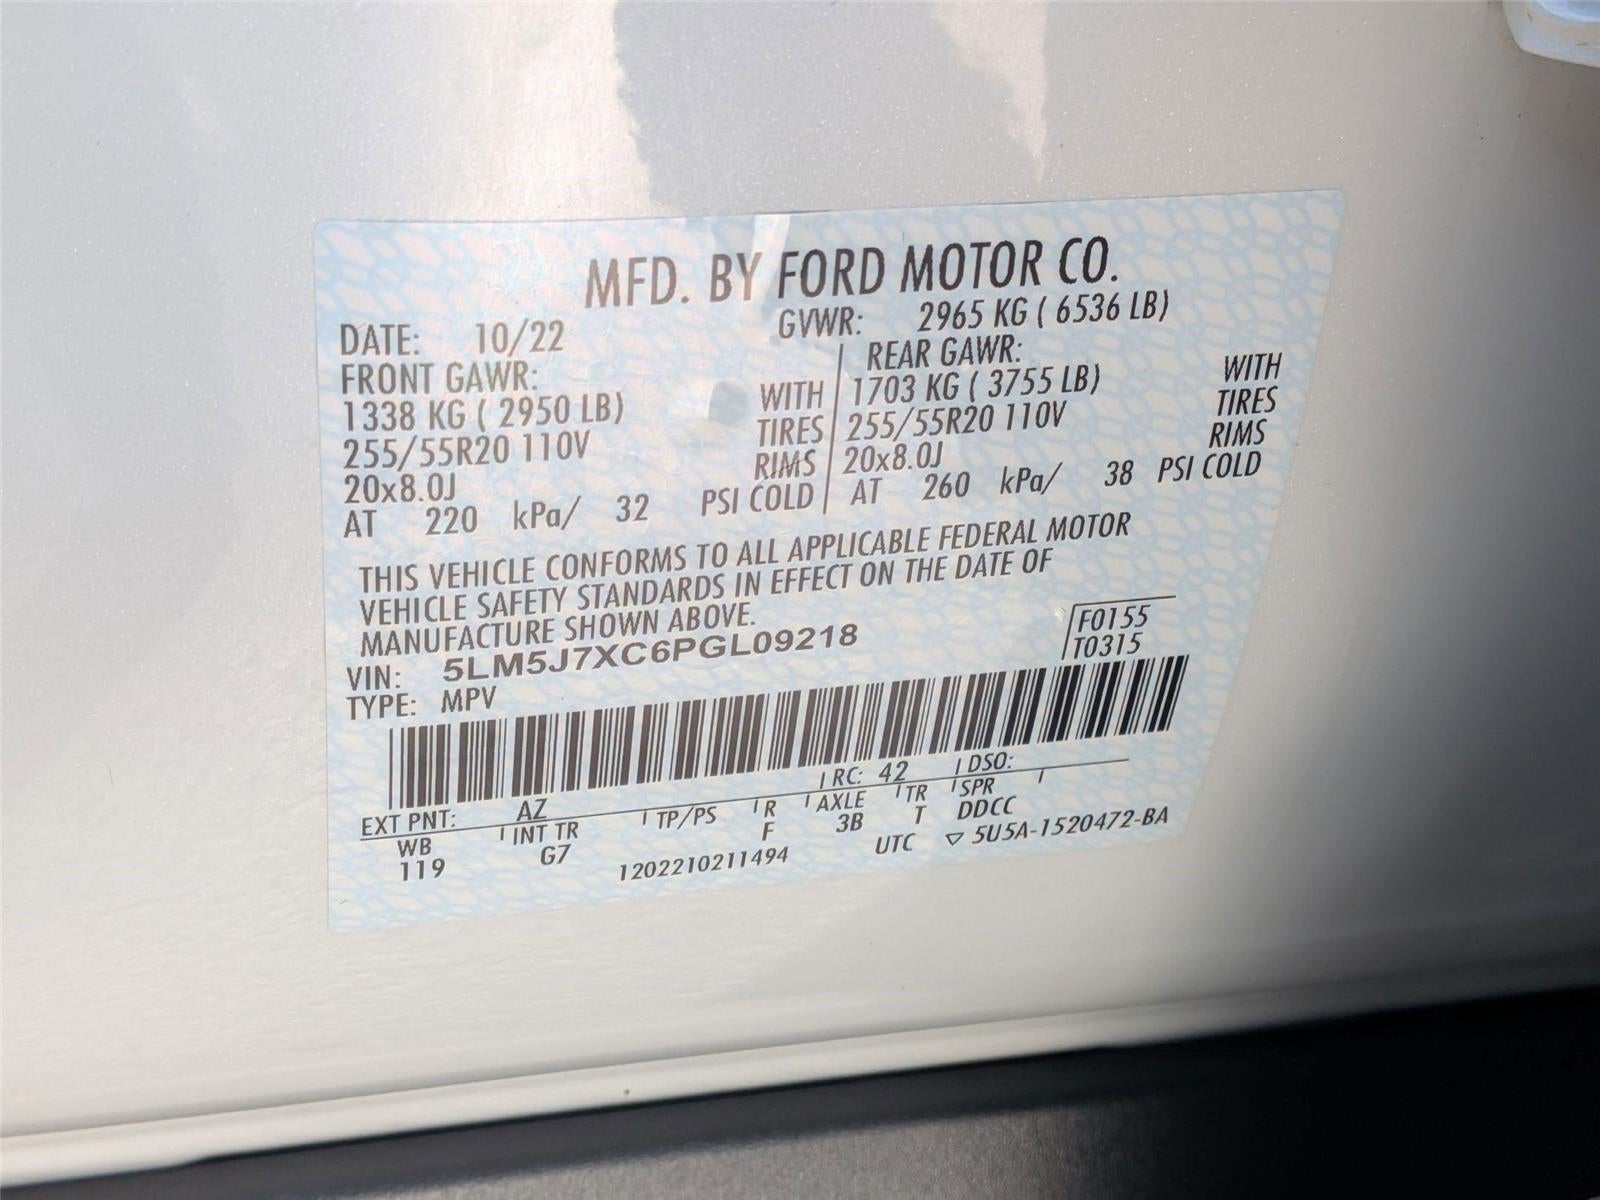 MFD. BY FORD MOTOR CO.
DATE: 10/22 GVWR: 2965 KG ( 6536 LB)
FRONT GAWR: REAR GAWR:
1338 KG ( 2950 LB) WITH 1703 KG ( 3755 LB) WITH
255/55R20 110V TIRES 255/55R20 110V TIRES
20x8.0J RIMS 20x8.0J RIMS
AT 220 kPa/ 32 PSI COLD AT 260 kPa/ 38 PSI COLD
THIS VEHICLE CONFORMS TO ALL APPLICABLE FEDERAL MOTOR
VEHICLE SAFETY STANDARDS IN EFFECT ON THE DATE OF
MANUFACTURE SHOWN ABOVE.
VIN: 5LM5J7XC6PGL09218 F0155
TYPE: MPV T0315
EXT PNT: AZ RC: 42 DSO:
WB INT TR TP/PS R AXLE TR SPR
119 G7 F 3B T DDCC
1202210211494 UTC 5U5A-1520472-BA